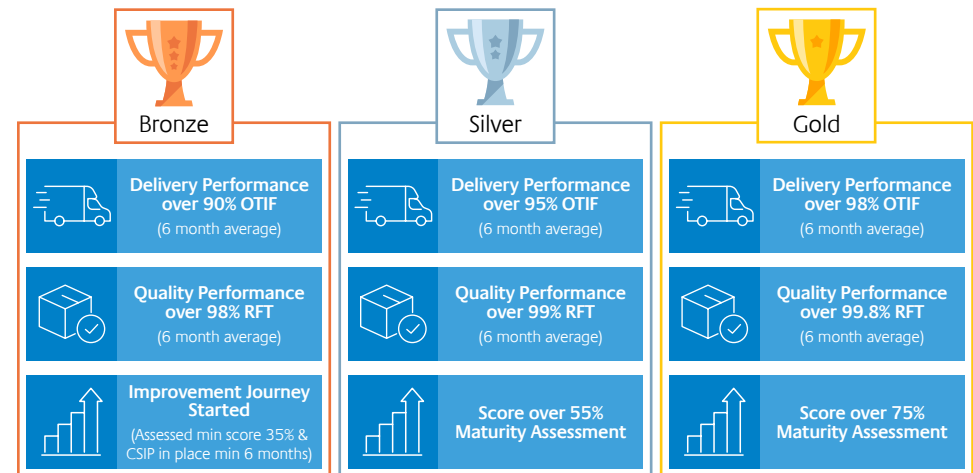 Bronze
Delivery Performance
over 90% OTIF
(6 month average)
Quality Performance
over 98% RFT
(6 month average)
Improvement Journey
Started
(Assessed min score 35% &
CSIP in place min 6 months)
Silver
Delivery Performance
over 95% OTIF
(6 month average)
Quality Performance
over 99% RFT
(6 month average)
Score over 55%
Maturity Assessment
Gold
Delivery Performance
over 98% OTIF
(6 month average)
Quality Performance
over 99.8% RFT
(6 month average)
Score over 75%
Maturity Assessment